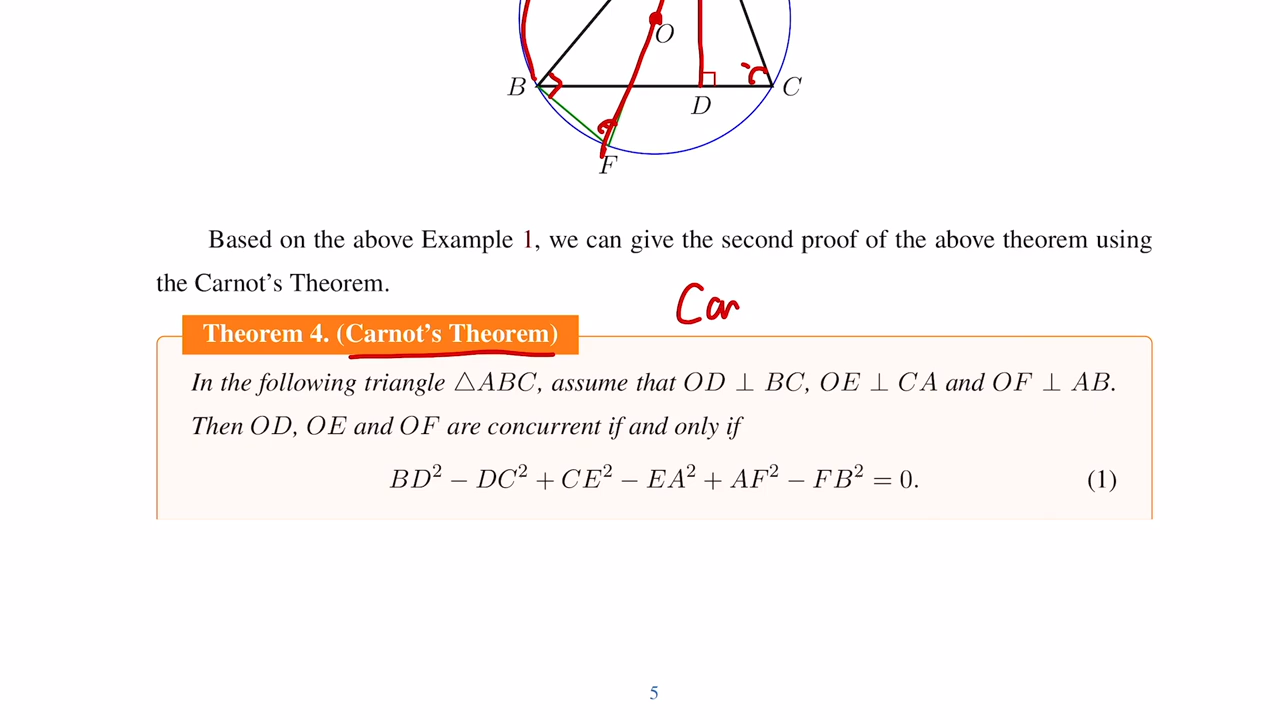 O
B
C
D
F
Based on the above Example 1, we can give the second proof of the above theorem using
the Carnot's Theorem.
Car
Theorem 4. (Carnot's Theorem)
In the following triangle △ABC, assume that OD ⊥ BC, OE ⊥ CA and OF ⊥ AB.
Then OD, OE and OF are concurrent if and only if
BD² − DC² + CE² − EA² + AF² − FB² = 0. (1)
5